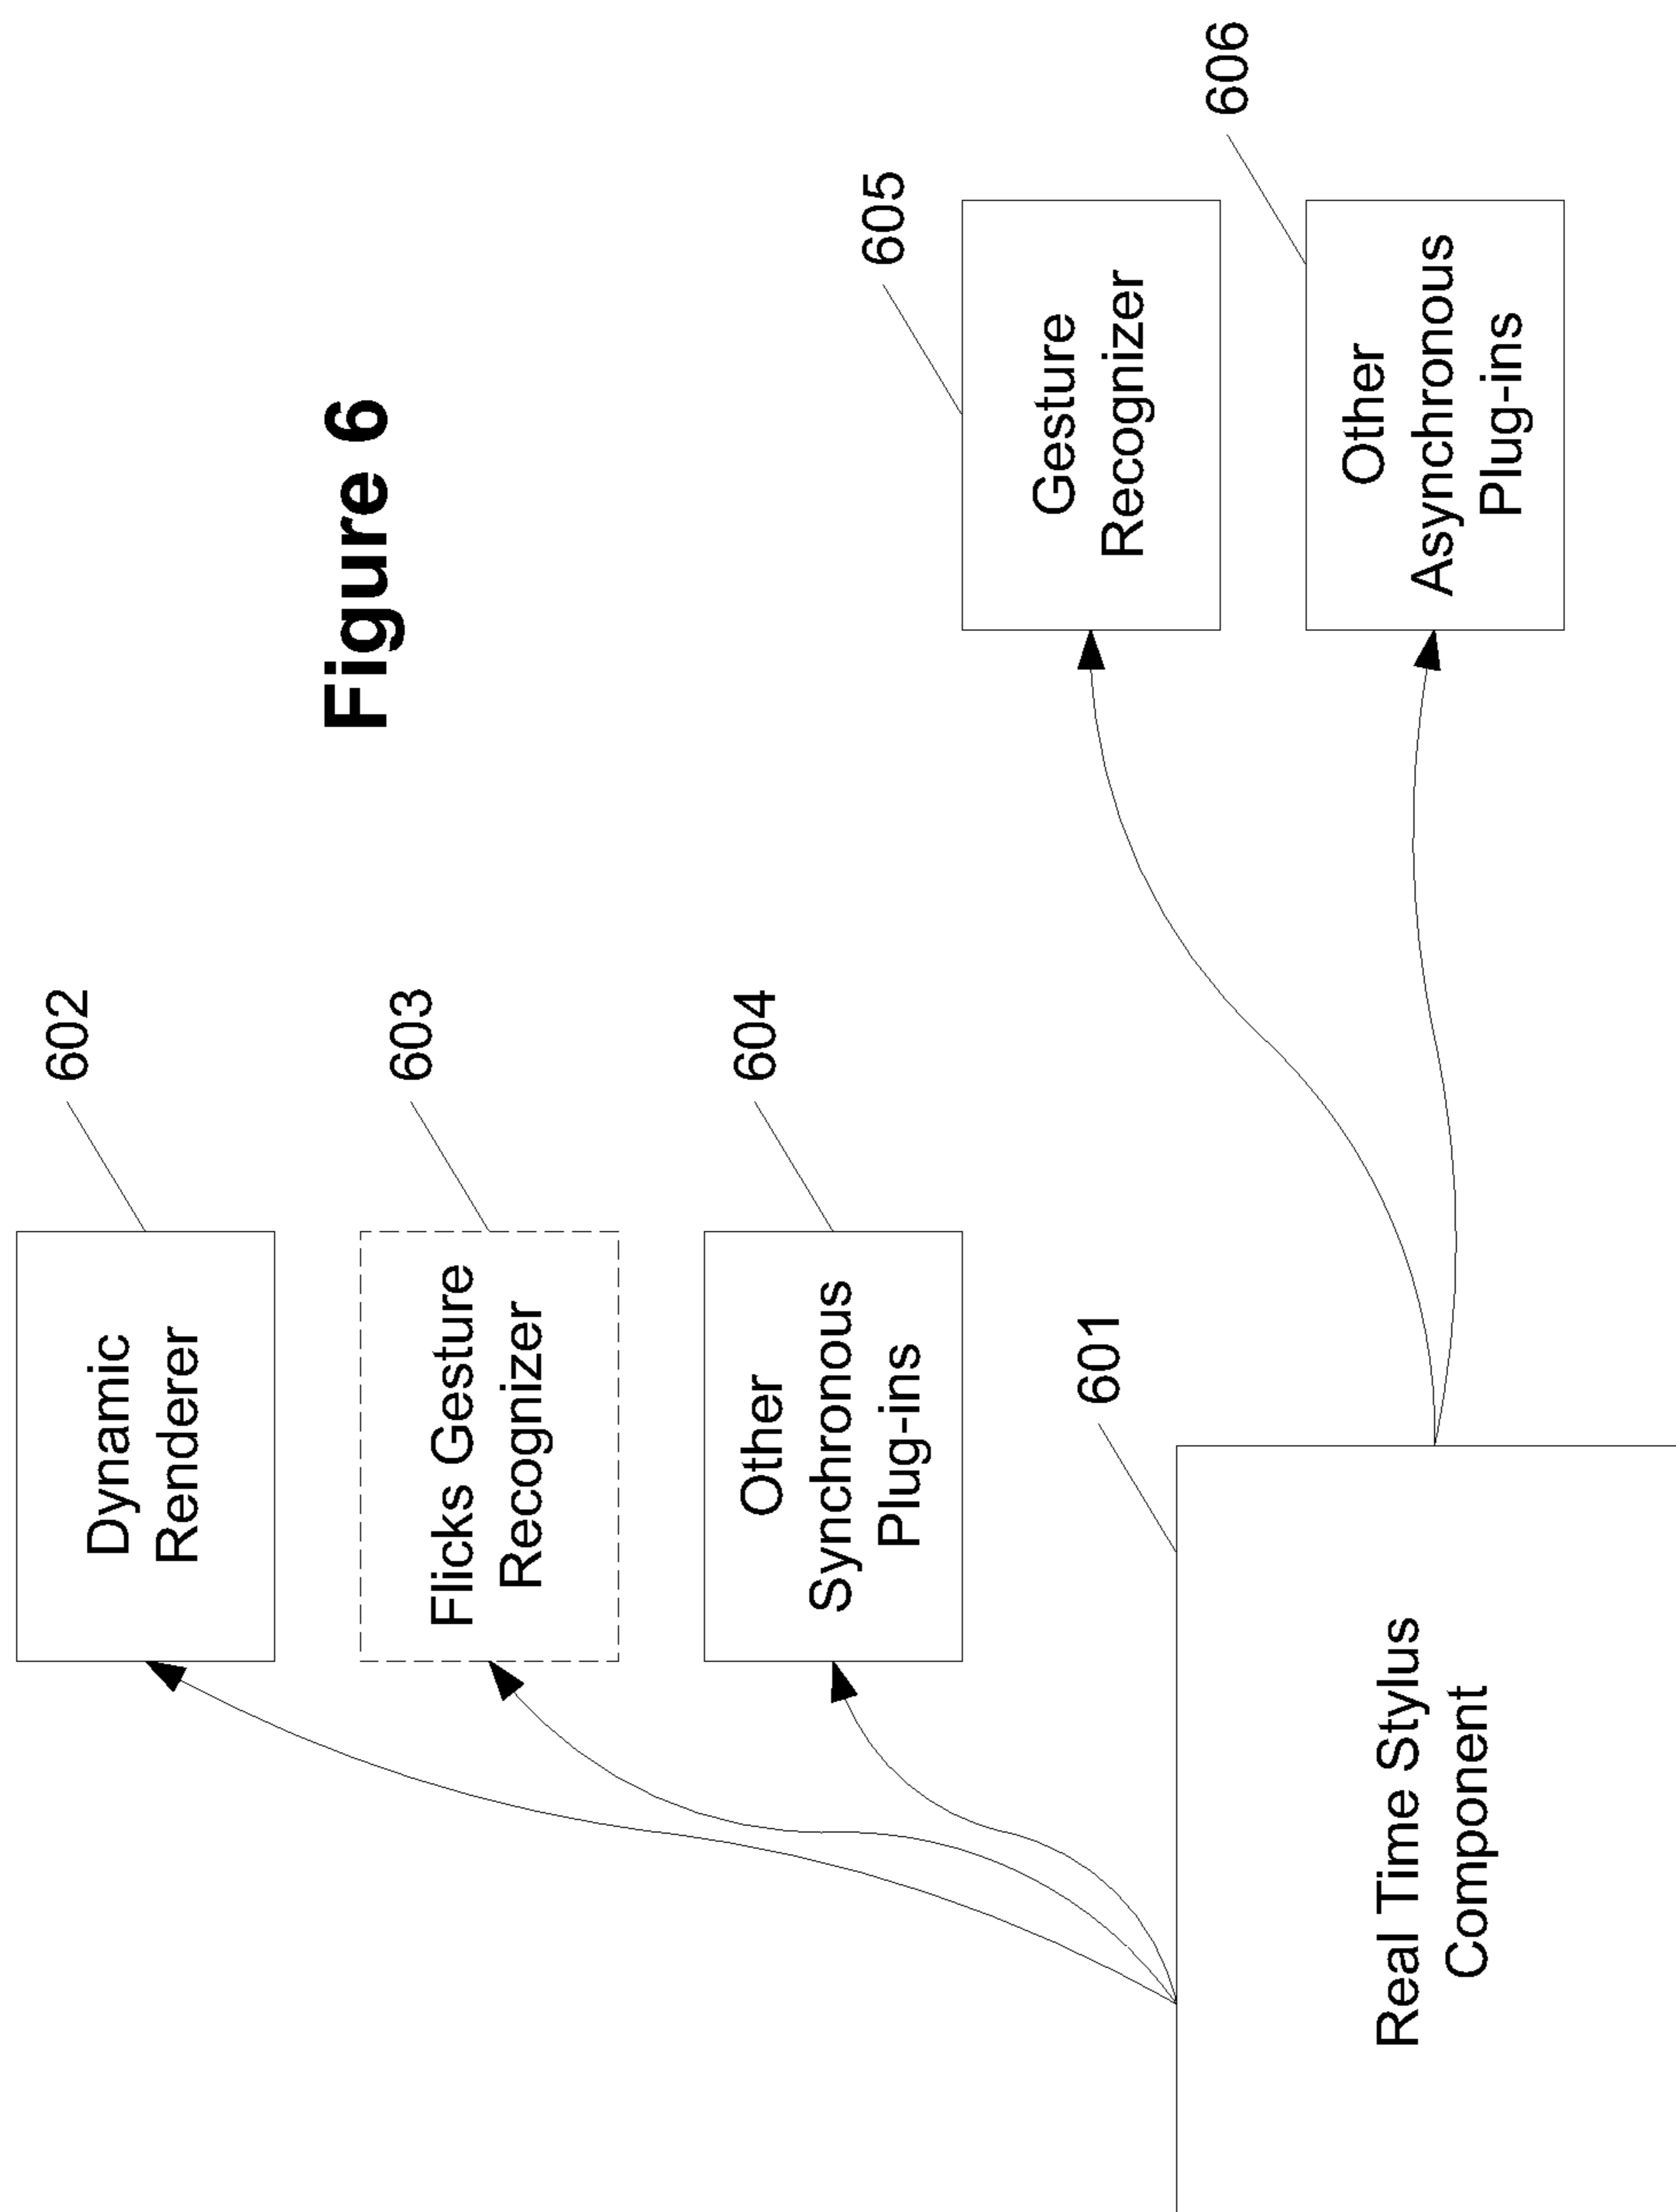 Figure 6
602
Dynamic
Renderer
603
Flicks Gesture
Recognizer
604
Other
Synchronous
Plug-ins
601
Real Time Stylus
Component
605
Gesture
Recognizer
606
Other
Asynchronous
Plug-ins